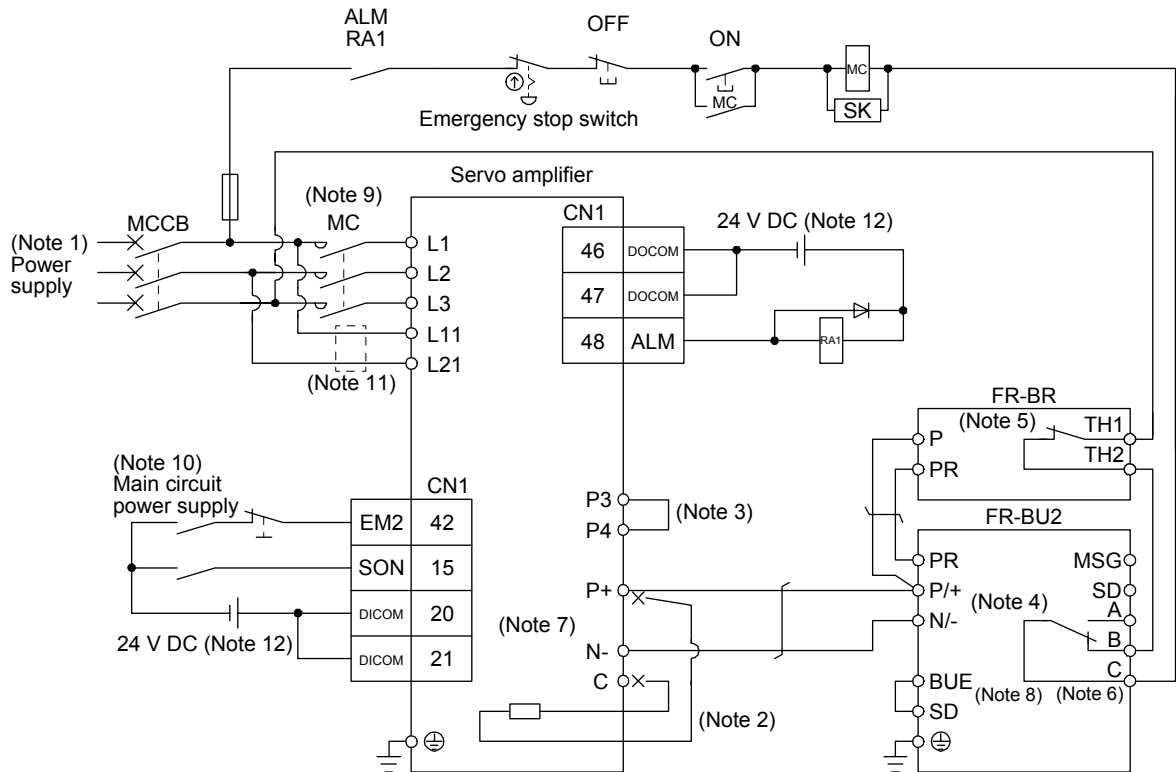 ALM
RA1
OFF
ON
MC
SK
MC
Emergency stop switch
Servo amplifier
(Note 9)
MCCB
MC
(Note 1)
Power
supply
L1
L2
L3
L11
L21
(Note 11)
CN1
46 DOCOM
47 DOCOM
48 ALM
24 V DC (Note 12)
RA1
FR-BR
(Note 5)
P
PR
TH1
TH2
(Note 10)
Main circuit
power supply
CN1
EM2 42
SON 15
DICOM 20
DICOM 21
24 V DC (Note 12)
P3
P4
(Note 3)
P+
(Note 7)
N-
C
(Note 2)
FR-BU2
PR
P/+
N/-
BUE
SD
MSG
SD
A
B
C
(Note 4)
(Note 8)
(Note 6)